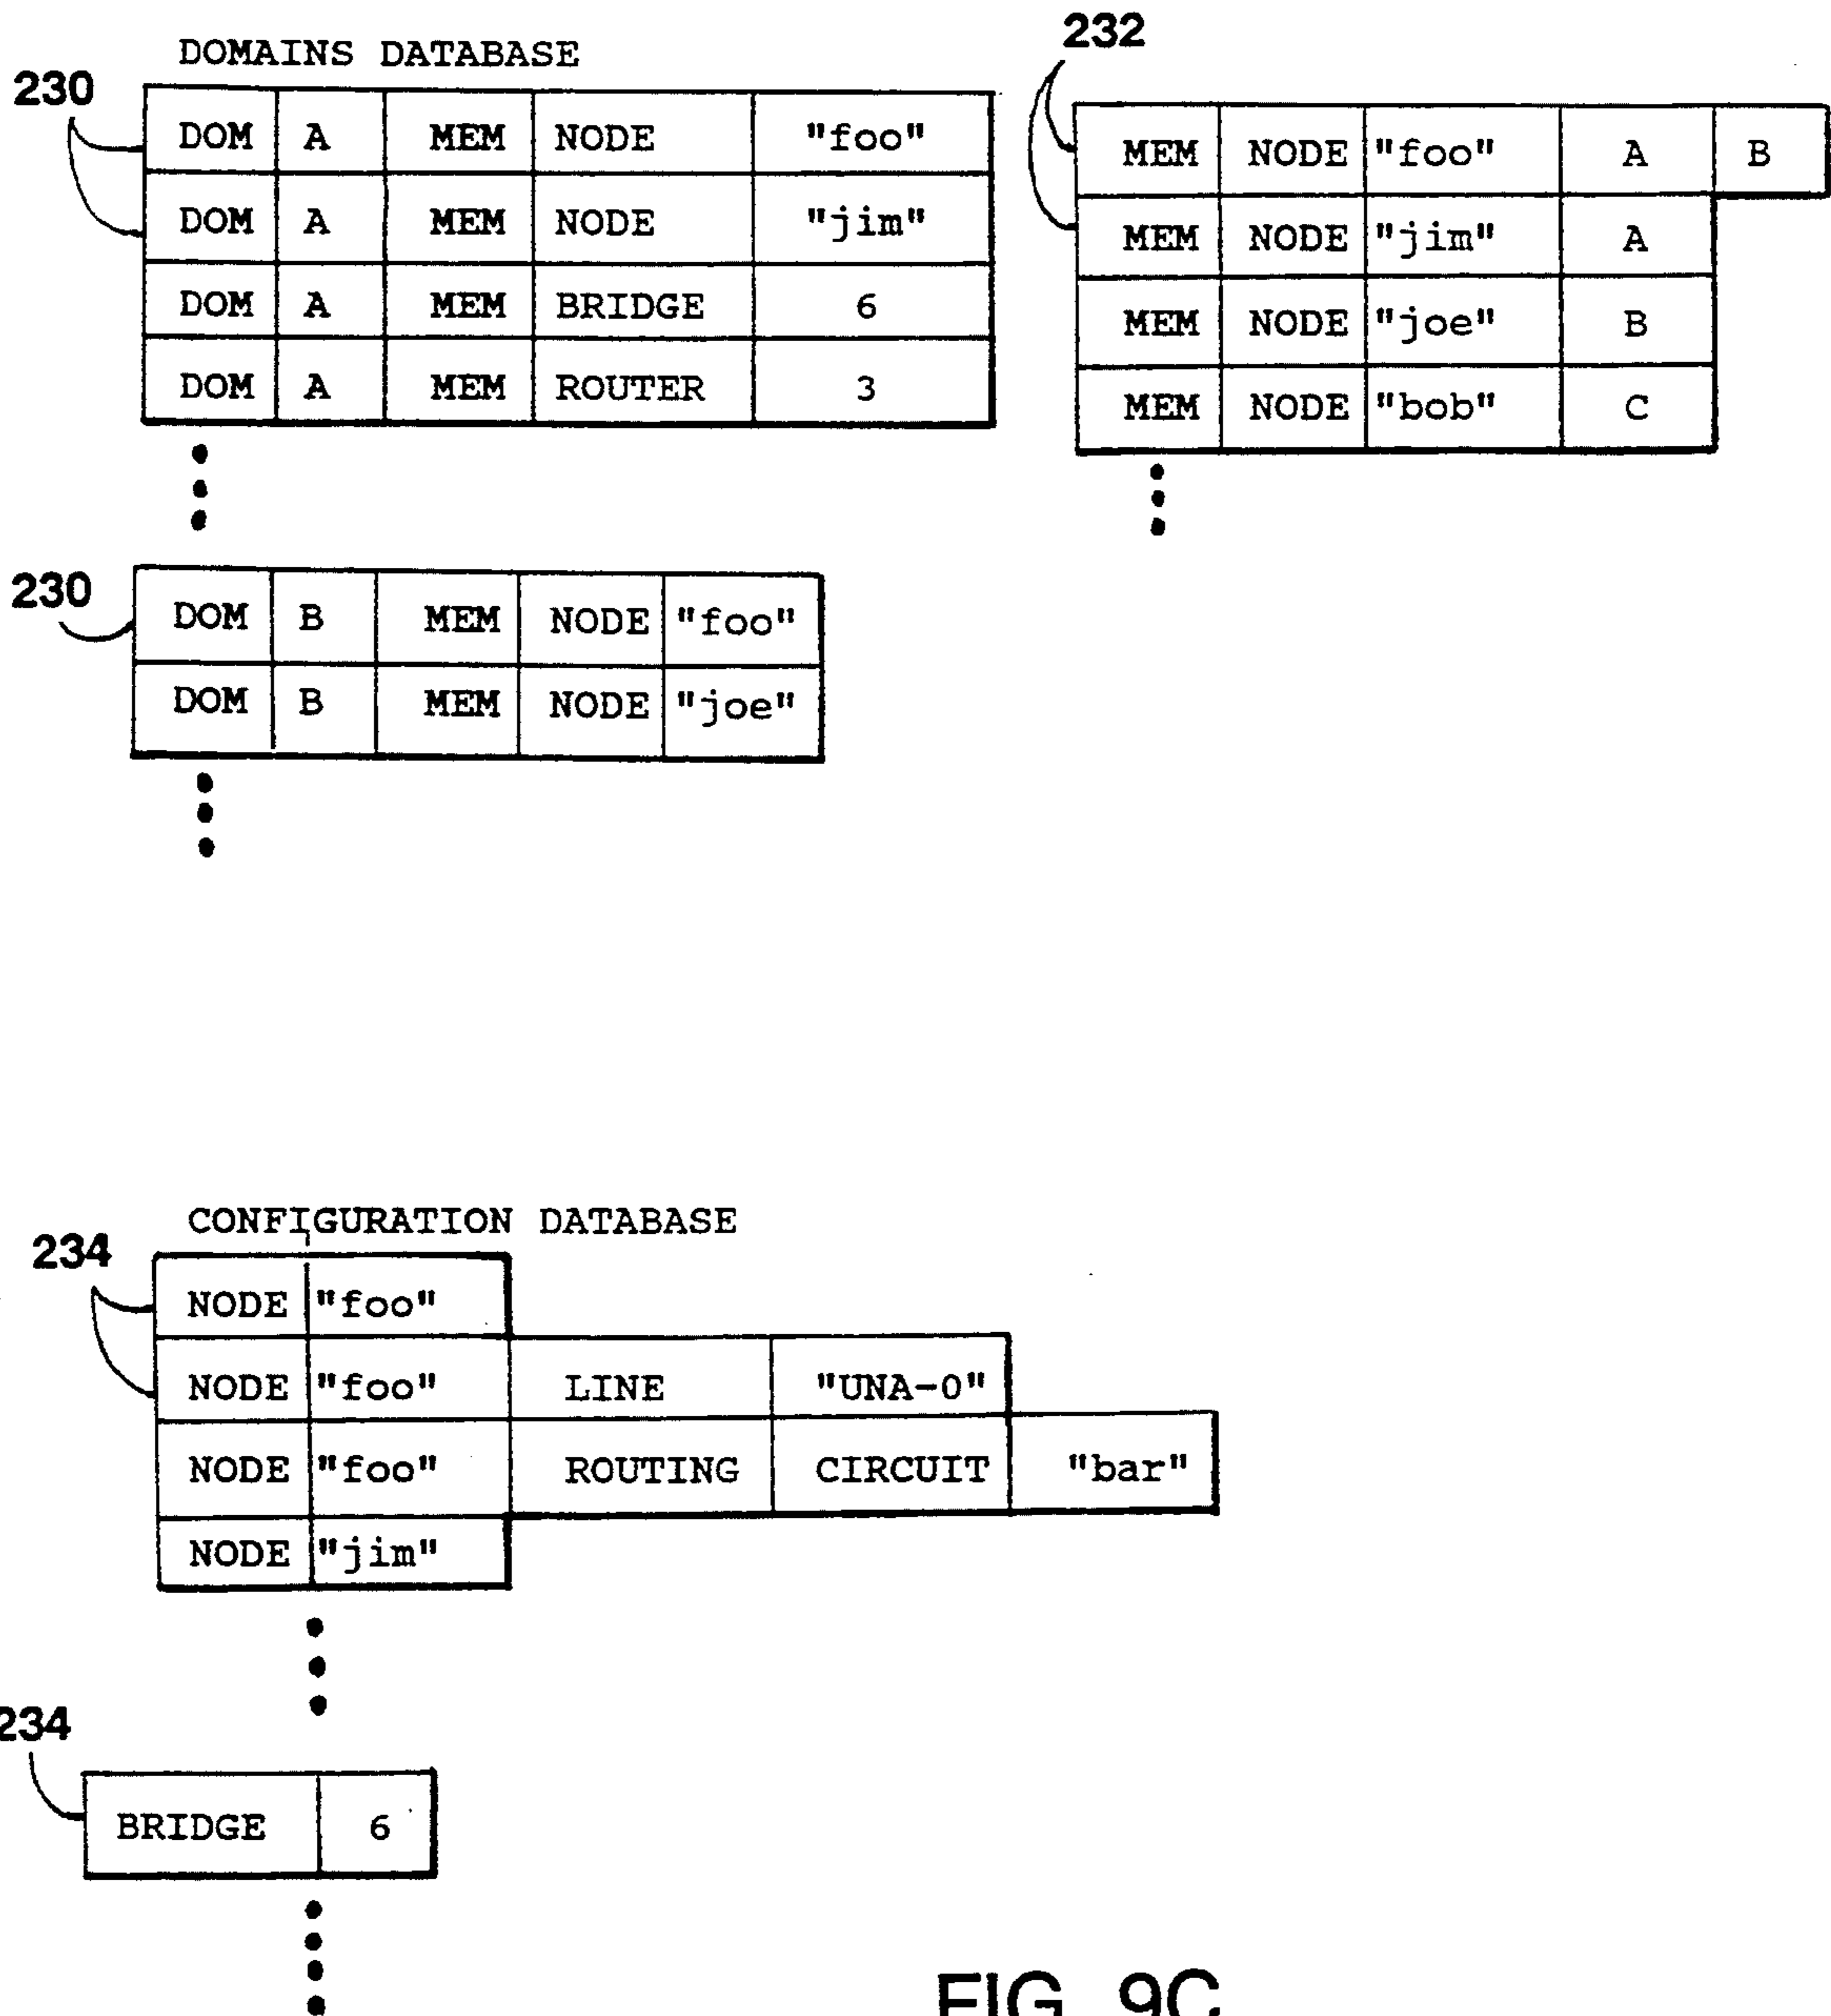 DOMAINS DATABASE
230
DOM A MEM NODE "foo"
DOM A MEM NODE "jim"
DOM A MEM BRIDGE 6
DOM A MEM ROUTER 3
232
MEM NODE "foo" A B
MEM NODE "jim" A
MEM NODE "joe" B
MEM NODE "bob" C
230
DOM B MEM NODE "foo"
DOM B MEM NODE "joe"
CONFIGURATION DATABASE
234
NODE "foo"
NODE "foo" LINE "UNA-0"
NODE "foo" ROUTING CIRCUIT "bar"
NODE "jim"
234
BRIDGE 6
FIG. 9C